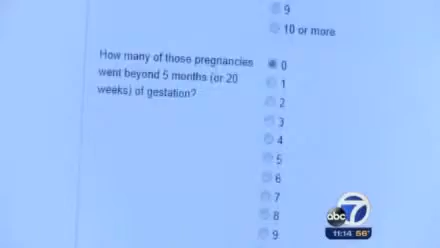 9
10 or more
How many of those pregnancies
went beyond 5 months (or 20
weeks) of gestation?
0
1
2
3
4
5
6
7
8
9
abc 7
11:14 56°